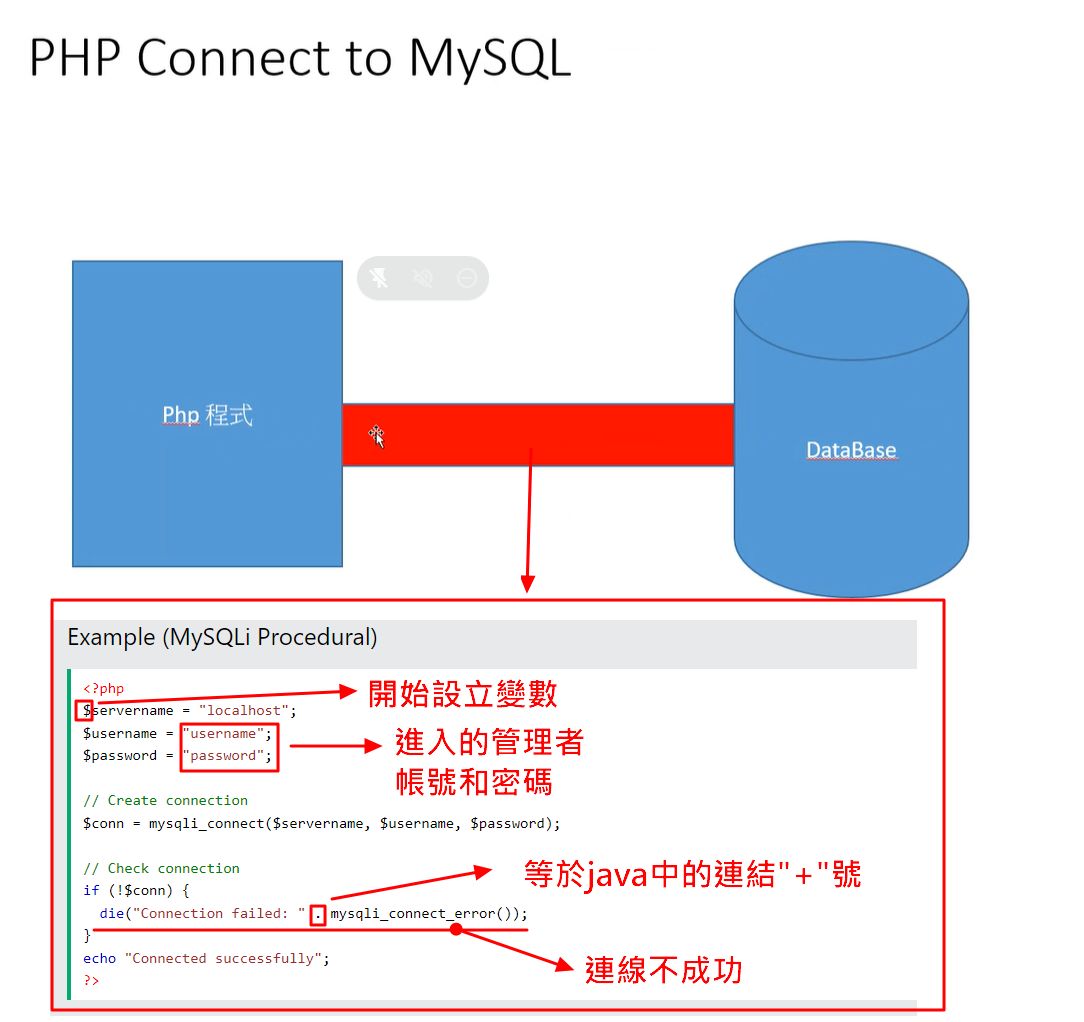 PHP Connect to MySQL
Php 程式
DataBase
Example (MySQLi Procedural)
<?php
$servername = "localhost";
開始設立變數
$username = "username";
$password = "password";
進入的管理者
帳號和密碼
// Create connection
$conn = mysqli_connect($servername, $username, $password);
// Check connection
if (!$conn) {
等於java中的連結"+"號
die("Connection failed: " . mysqli_connect_error());
}
echo "Connected successfully";
連線不成功
?>